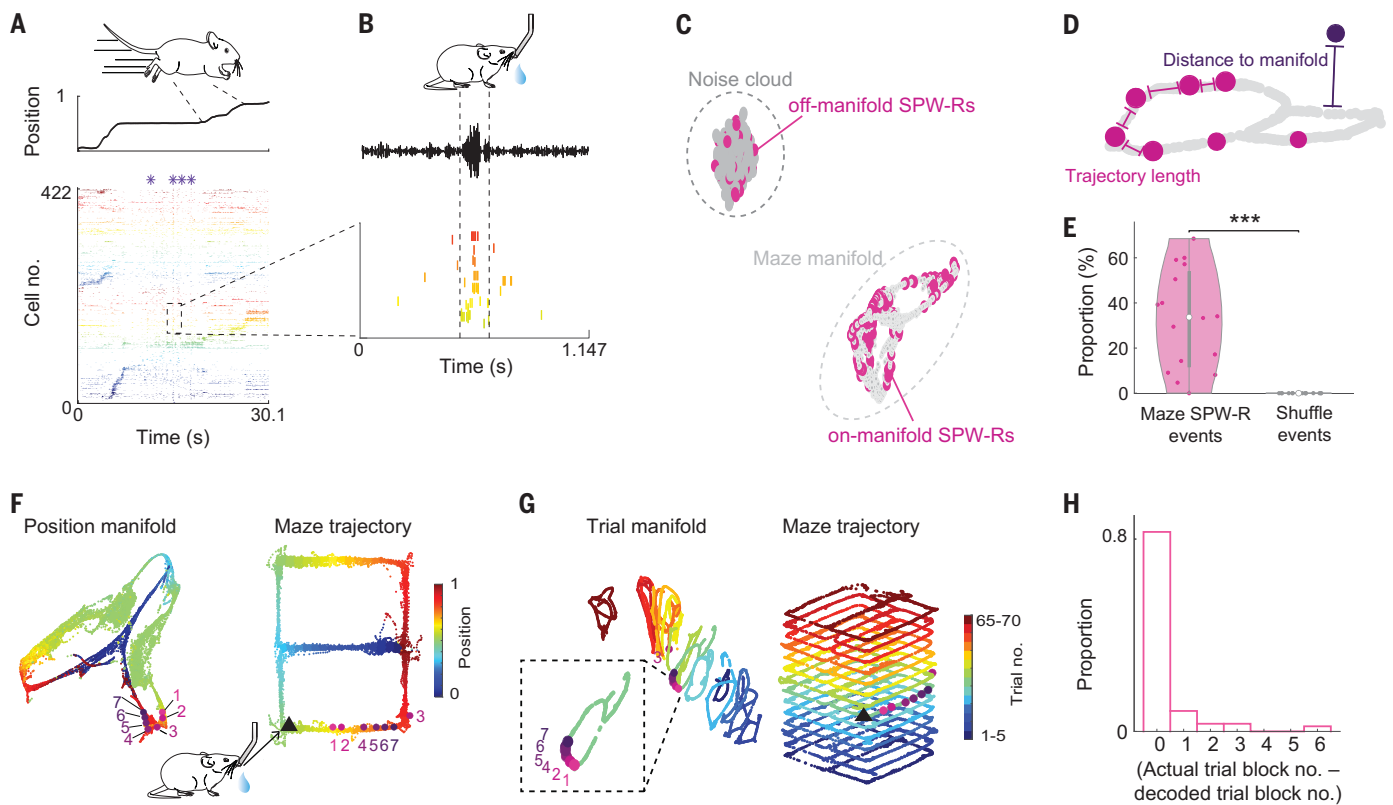 A
1
Position
422
Cell no.
0
0
30.1
Time (s)
B
0
1.147
Time (s)
C
Noise cloud
off-manifold SPW-Rs
Maze manifold
on-manifold SPW-Rs
D
Distance to manifold
Trajectory length
E
***
Proportion (%)
60
40
20
0
Maze SPW-R
events
Shuffle
events
F
Position manifold
Maze trajectory
1
2
3
4
5
6
7
3
1 2 4 5 6 7
1
Position
0
G
Trial manifold
Maze trajectory
3
7
6
5
4
2
1
65-70
Trial no.
1-5
H
Proportion
0.8
0
0 1 2 3 4 5 6
(Actual trial block no. –
decoded trial block no.)